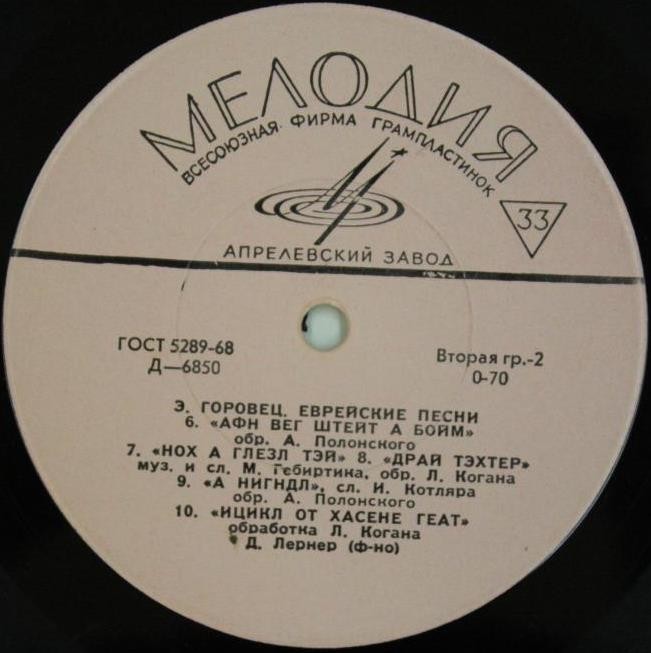 МЕЛОДИЯ
ВСЕСОЮЗНАЯ ФИРМА ГРАМПЛАСТИНОК
33
АПРЕЛЕВСКИЙ ЗАВОД
ГОСТ 5289-68
Д—6850
Вторая гр.-2
0-70
Э. ГОРОВЕЦ. ЕВРЕЙСКИЕ ПЕСНИ
6. «АФН ВЕГ ШТЕЙТ А БОЙМ»
обр. А. Полонского
7. «НОХ А ГЛЕЗЛ ТЭЙ» 8. «ДРАЙ ТЭХТЕР»
муз. и сл. М. Гебиртика, обр. Л. Когана
9. «А НИГНДЛ», сл. И. Котляра
обр. А. Полонского
10. «ИЦИКЛ ОТ ХАСЕНЕ ГЕАТ»
обработка Л. Когана
Д. Лернер (ф-но)